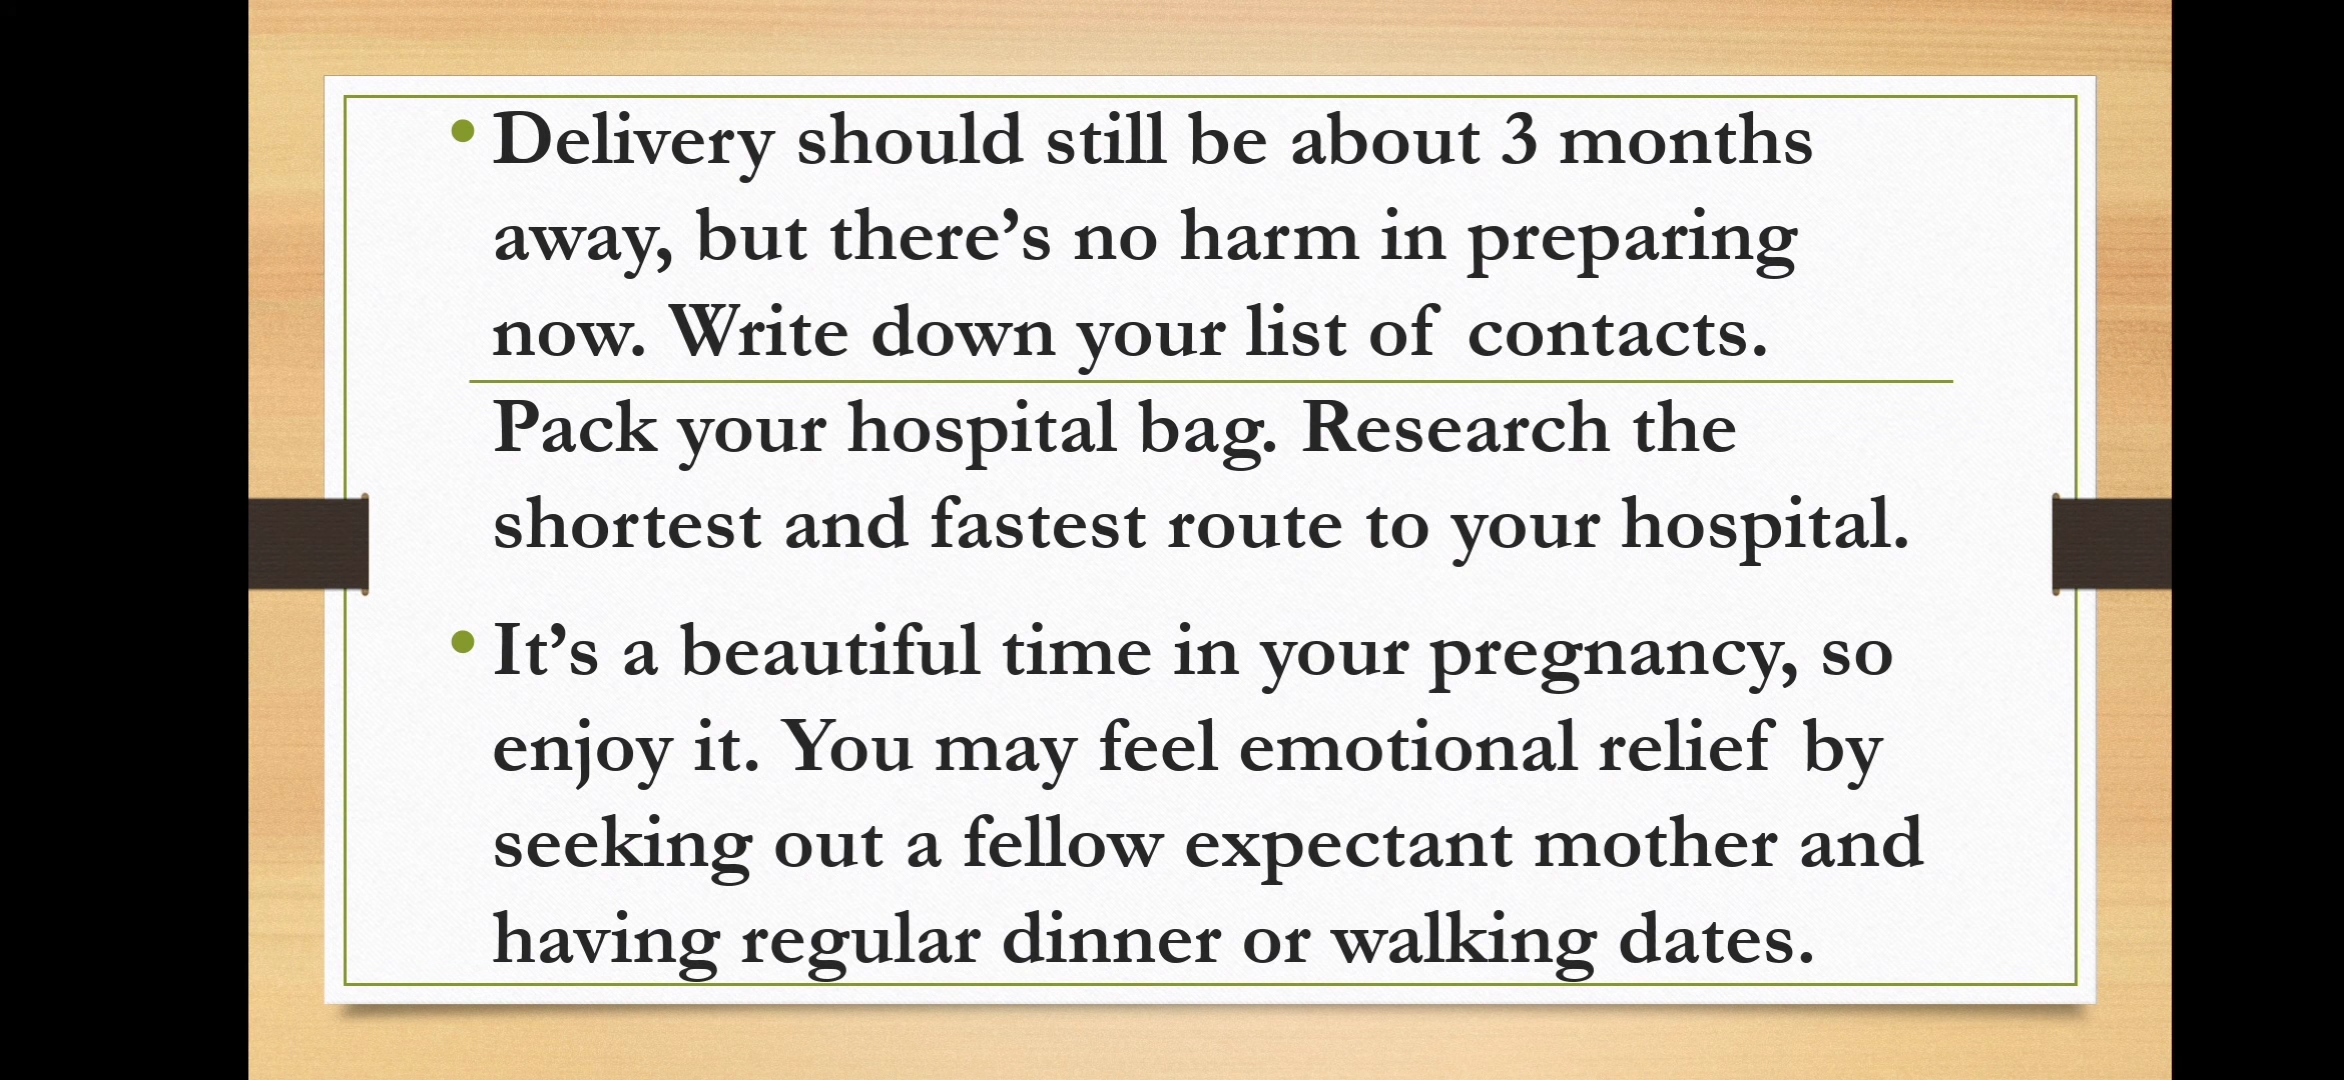 • Delivery should still be about 3 months
away, but there’s no harm in preparing
now. Write down your list of contacts.
Pack your hospital bag. Research the
shortest and fastest route to your hospital.
• It’s a beautiful time in your pregnancy, so
enjoy it. You may feel emotional relief by
seeking out a fellow expectant mother and
having regular dinner or walking dates.